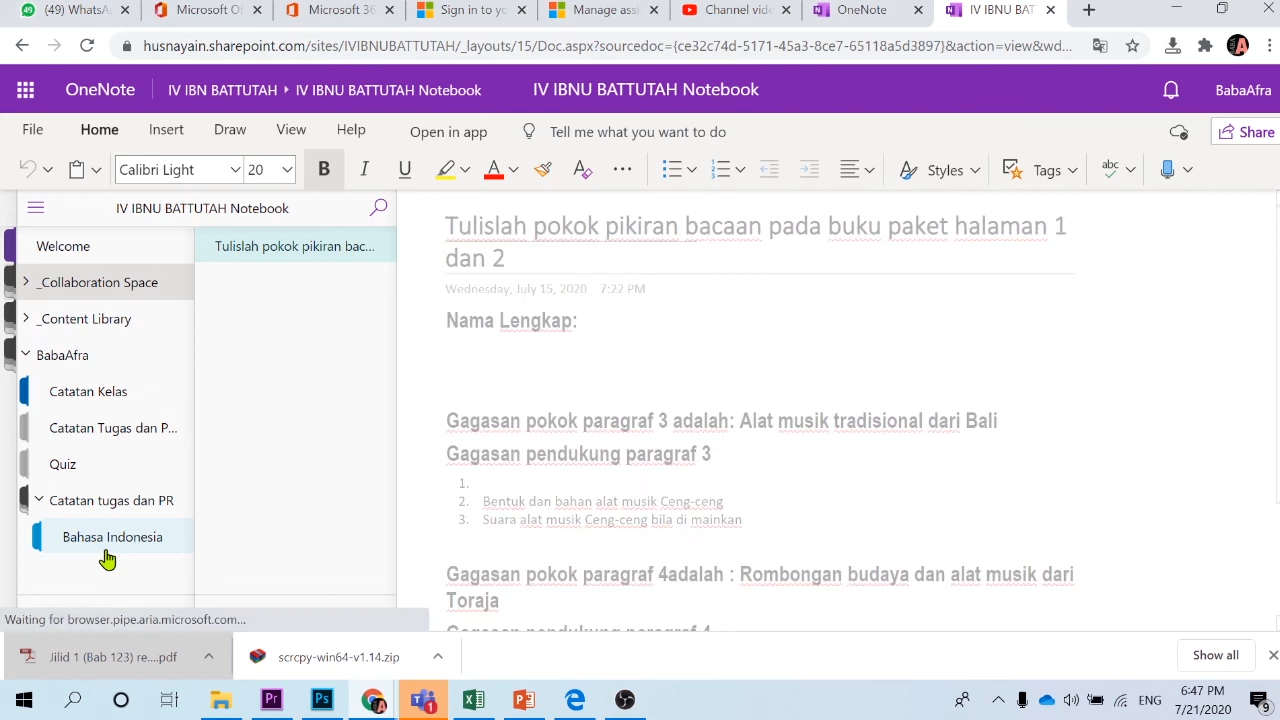 WhatsA
Microsoft Of
Microsoft 36
Sign in to yo
Manage assi
Channel vide
OneNote
IV IBNU BAT
husnayain.sharepoint.com/sites/IVIBNUBATTUTAH/_layouts/15/Doc.aspx?sourcedoc={ce32c74d-5171-45a3-8ce7-65118a5d3897}&action=view&wd...
OneNote
IV IBN BATTUTAH
IV IBNU BATTUTAH Notebook
IV IBNU BATTUTAH Notebook
BabaAfra
File Home Insert Draw View Help Open in app Tell me what you want to do Share
Calibri Light 20 B I U A Styles Tags abc
IV IBNU BATTUTAH Notebook
Welcome
_Collaboration Space
_Content Library
BabaAfra
Catatan Kelas
Catatan Tugas dan P...
Quiz
Catatan tugas dan PR
Bahasa Indonesia
Tulislah pokok pikiran bac...
Tulislah pokok pikiran bacaan pada buku paket halaman 1
dan 2
Wednesday, July 15, 2020 7:22 PM
Nama Lengkap:
Gagasan pokok paragraf 3 adalah: Alat musik tradisional dari Bali
Gagasan pendukung paragraf 3
1.
2. Bentuk dan bahan alat musik Ceng-ceng
3. Suara alat musik Ceng-ceng bila di mainkan
Gagasan pokok paragraf 4adalah : Rombongan budaya dan alat musik dari
Toraja
Gagasan pendukung paragraf 4
Waiting for browser.pipe.aria.microsoft.com...
Jilid 1 (Bab 123) re....pdf
scrcpy-win64-v1.14.zip
Show all
ENG
6:47 PM
7/21/2020